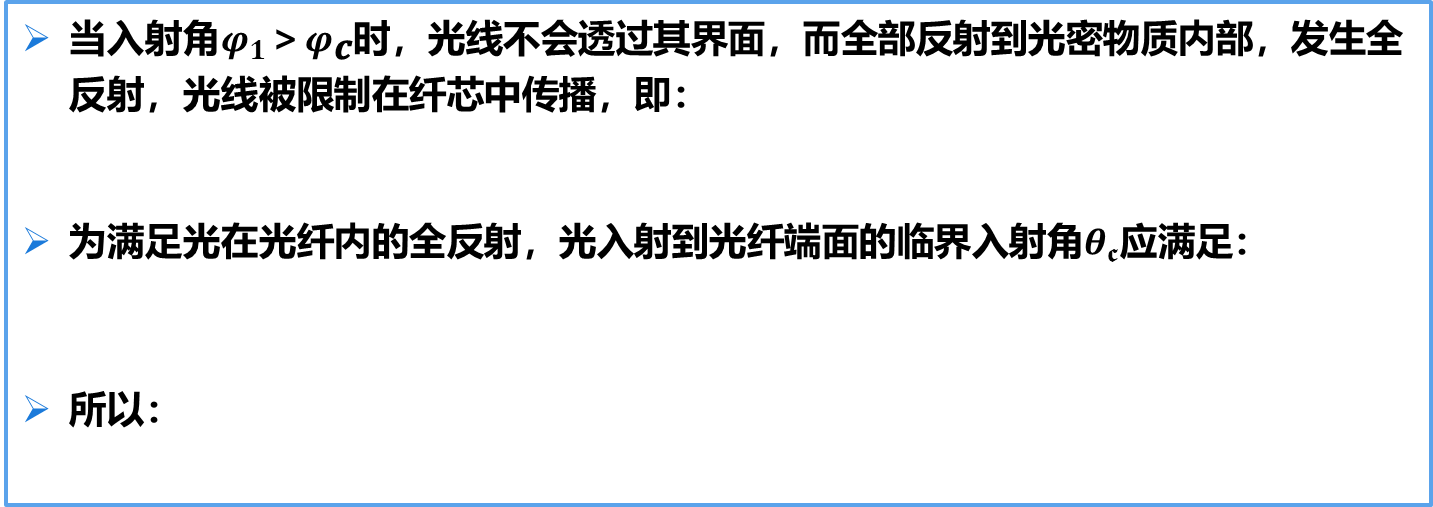 ➢ 当入射角φ₁ > φ_C时，光线不会透过其界面，而全部反射到光密物质内部，发生全
反射，光线被限制在纤芯中传播，即：
➢ 为满足光在光纤内的全反射，光入射到光纤端面的临界入射角θ_c应满足：
➢ 所以：